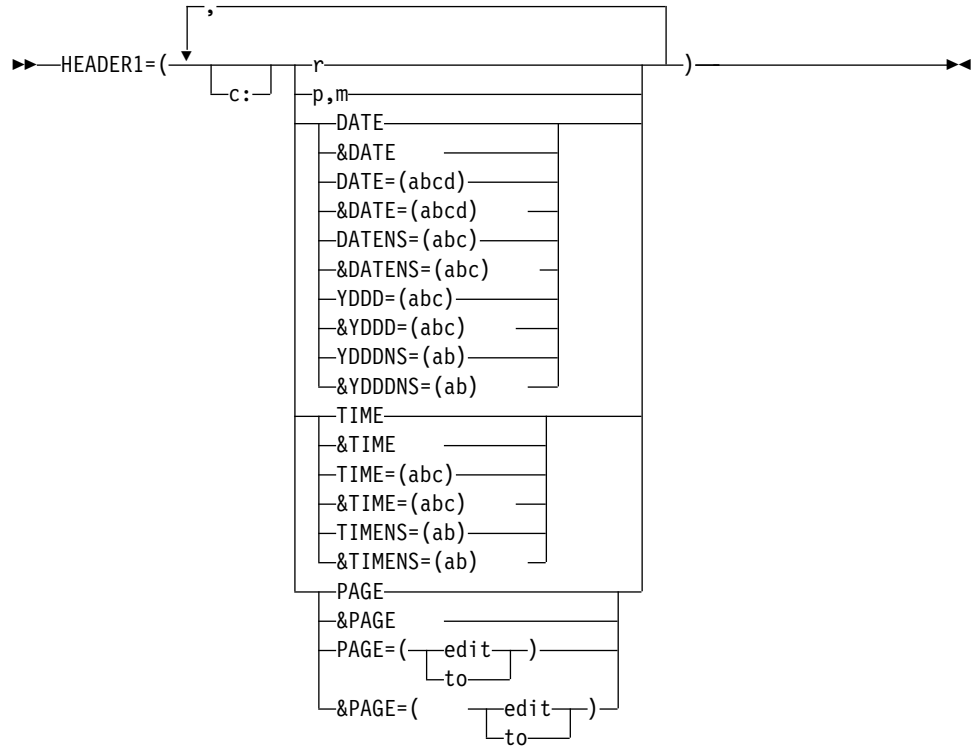 ,
HEADER1=( r )
c: p,m
DATE
&DATE
DATE=(abcd)
&DATE=(abcd)
DATENS=(abc)
&DATENS=(abc)
YDDD=(abc)
&YDDD=(abc)
YDDDNS=(ab)
&YDDDNS=(ab)
TIME
&TIME
TIME=(abc)
&TIME=(abc)
TIMENS=(ab)
&TIMENS=(ab)
PAGE
&PAGE
PAGE=( edit )
to
&PAGE=( edit )
to